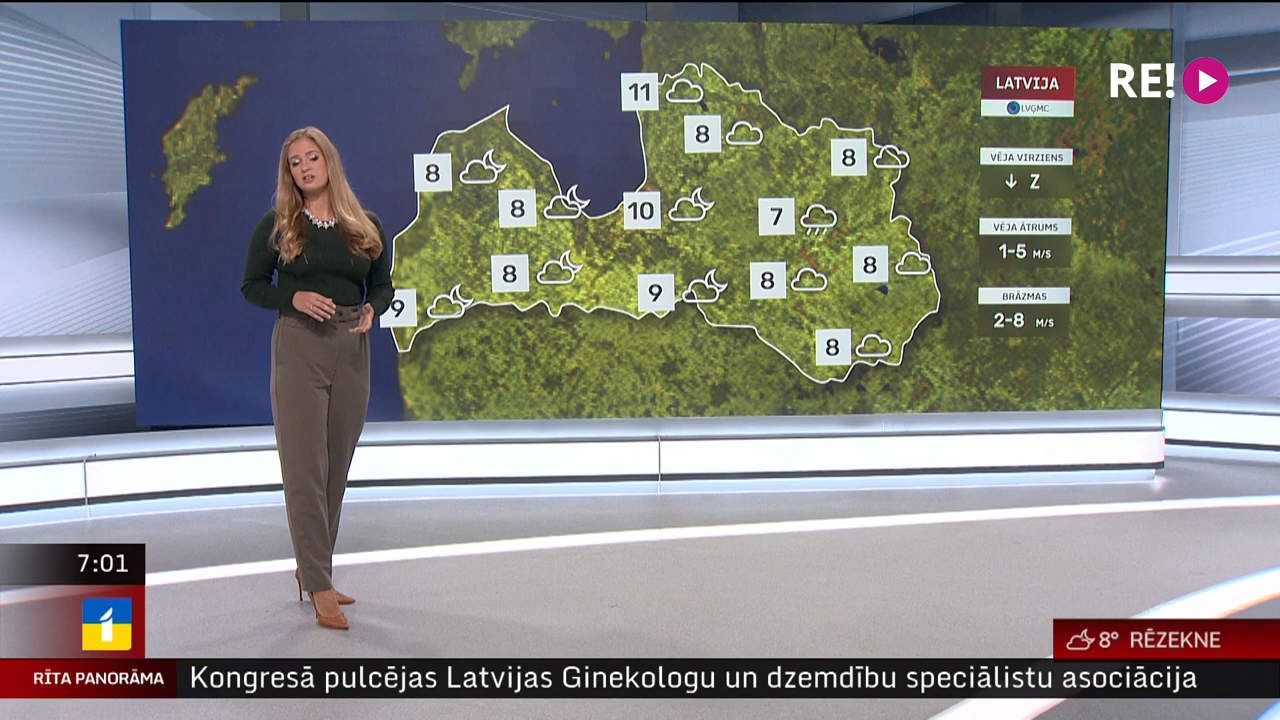 RE!
LATVIJA
LVĢMC
VĒJA VIRZIENS
↓ Z
VĒJA ĀTRUMS
1-5 M/S
BRĀZMAS
2-8 M/S
11
8
8
8
8
10
7
8
9
8
8
9
8
7:01
1
8° RĒZEKNE
RĪTA PANORĀMA
Kongresā pulcējas Latvijas Ginekologu un dzemdību speciālistu asociācija